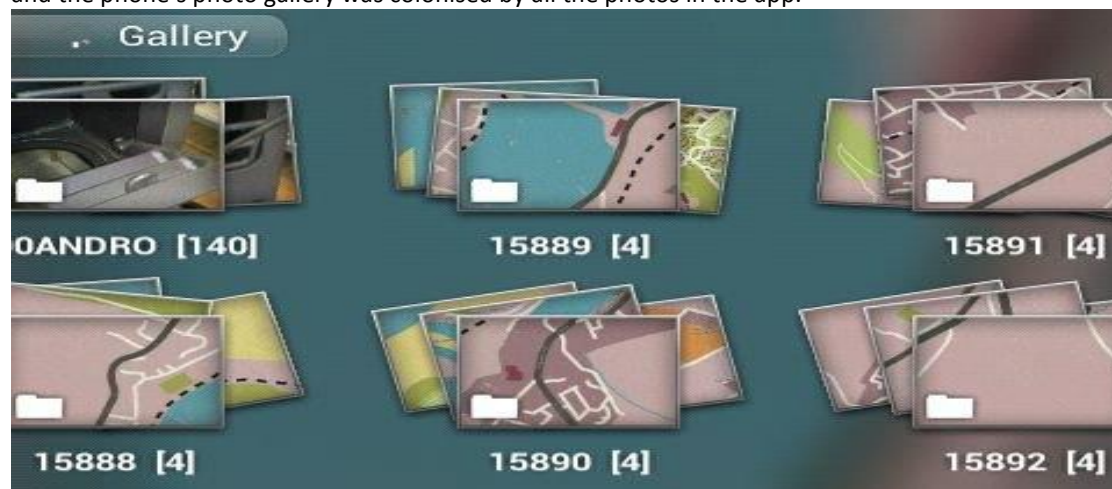 and the phone's photo gallery was colonised by all the photos in the app.
Gallery
0ANDRO [140]
15889 [4]
15891 [4]
15888 [4]
15890 [4]
15892 [4]